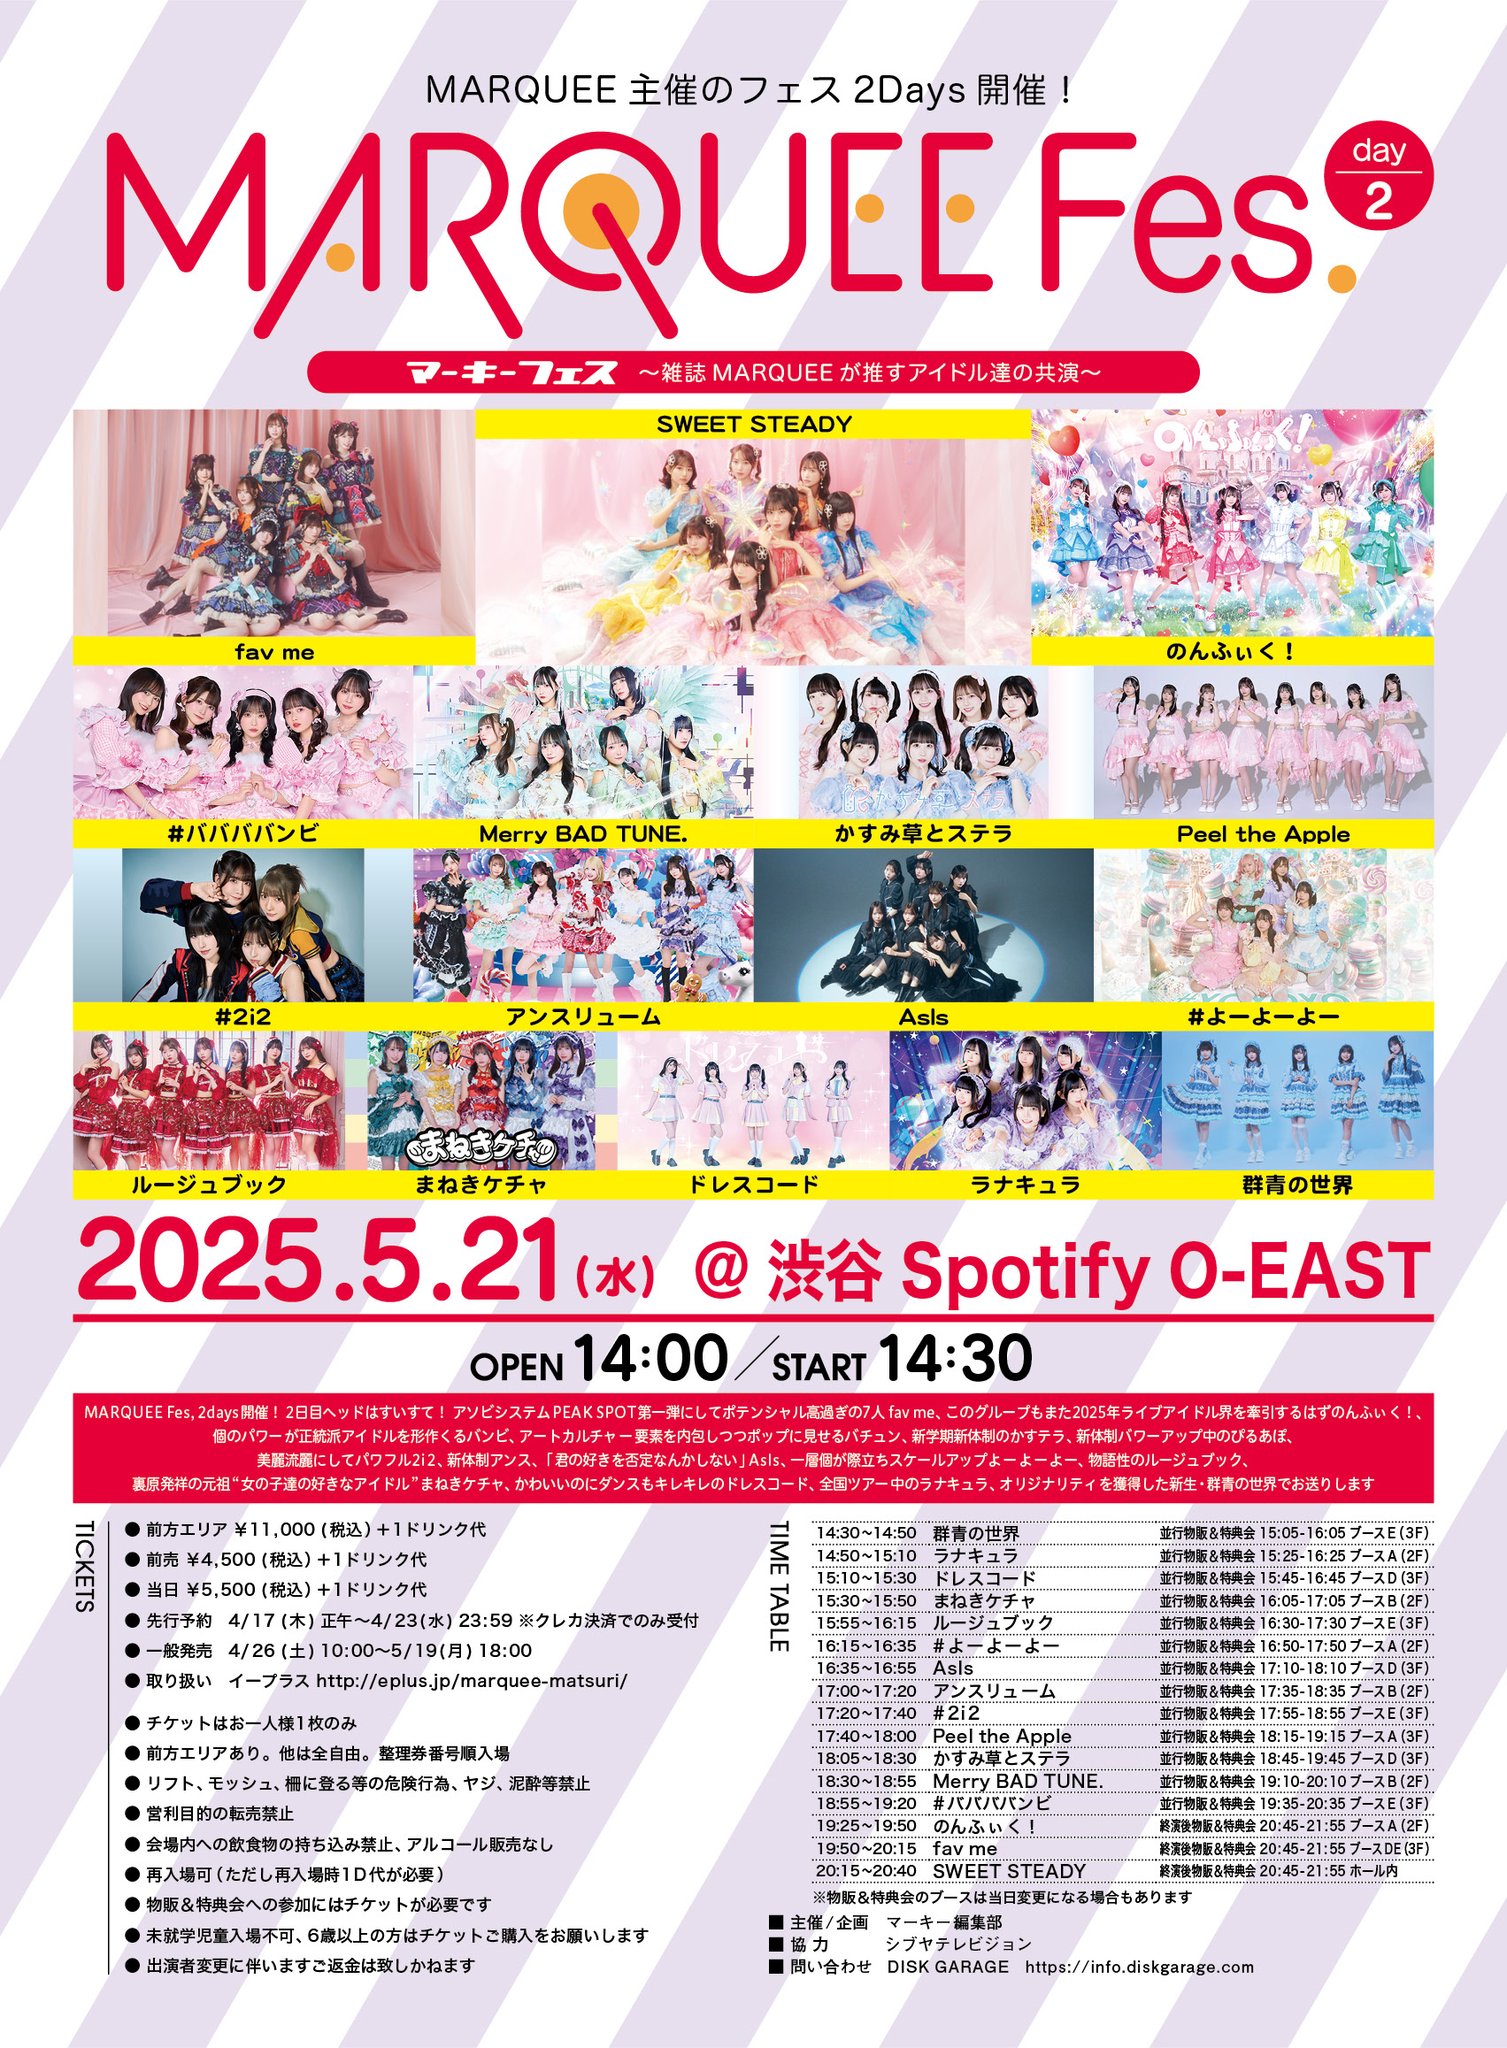 MARQUEE 主催のフェス 2Days 開催！
MARQUEE Fes.
day
2
マーキーフェス ～雑誌 MARQUEE が推すアイドル達の共演～
SWEET STEADY
のんふぃく！
fav me
のんふぃく！
#ババババンビ
Merry BAD TUNE.
かすみ草とステラ
Peel the Apple
#2i2
アンスリューム
AsIs
#よーよーよー
まねきケチャ
ルージュブック
まねきケチャ
ドレスコード
ラナキュラ
群青の世界
2025.5.21(水) @ 渋谷 Spotify O-EAST
OPEN 14:00／START 14:30
MARQUEE Fes, 2days開催！ 2日目ヘッドはすいすて！ アソビシステムPEAK SPOT第一弾にしてポテンシャル高過ぎの7人 fav me、このグループもまた2025年ライブアイドル界を牽引するはずのんふぃく！、
個のパワーが正統派アイドルを形作くるバンビ、アートカルチャー要素を内包しつつポップに見せるバチュン、新学期新体制のかすテラ、新体制パワーアップ中のぴるあぽ、
美麗流麗にしてパワフル2i2、新体制アンス、「君の好きを否定なんかしない」AsIs、一層個が際立ちスケールアップよーよーよー、物語性のルージュブック、
裏原発祥の元祖“女の子達の好きなアイドル”まねきケチャ、かわいいのにダンスもキレキレのドレスコード、全国ツアー中のラナキュラ、オリジナリティを獲得した新生・群青の世界でお送りします
TICKETS
● 前方エリア ¥11,000 (税込) ＋1ドリンク代
● 前売 ¥4,500 (税込) ＋1ドリンク代
● 当日 ¥5,500 (税込) ＋1ドリンク代
● 先行予約 4/17 (木) 正午～4/23(水) 23:59 ※クレカ決済でのみ受付
● 一般発売 4/26 (土) 10:00～5/19(月) 18:00
● 取り扱い イープラス http://eplus.jp/marquee-matsuri/
● チケットはお一人様1枚のみ
● 前方エリアあり。他は全自由。整理券番号順入場
● リフト、モッシュ、柵に登る等の危険行為、ヤジ、泥酔等禁止
● 営利目的の転売禁止
● 会場内への飲食物の持ち込み禁止、アルコール販売なし
● 再入場可（ただし再入場時1D代が必要）
● 物販＆特典会への参加にはチケットが必要です
● 未就学児童入場不可、6歳以上の方はチケットご購入をお願いします
● 出演者変更に伴いますご返金は致しかねます
TIME TABLE
14:30～14:50 群青の世界 並行物販＆特典会 15:05-16:05 ブースE(3F)
14:50～15:10 ラナキュラ 並行物販＆特典会 15:25-16:25 ブースA(2F)
15:10～15:30 ドレスコード 並行物販＆特典会 15:45-16:45 ブースD(3F)
15:30～15:50 まねきケチャ 並行物販＆特典会 16:05-17:05 ブースB(2F)
15:55～16:15 ルージュブック 並行物販＆特典会 16:30-17:30 ブースE(3F)
16:15～16:35 #よーよーよー 並行物販＆特典会 16:50-17:50 ブースA(2F)
16:35～16:55 AsIs 並行物販＆特典会 17:10-18:10 ブースD(3F)
17:00～17:20 アンスリューム 並行物販＆特典会 17:35-18:35 ブースB(2F)
17:20～17:40 #2i2 並行物販＆特典会 17:55-18:55 ブースE(3F)
17:40～18:00 Peel the Apple 並行物販＆特典会 18:15-19:15 ブースA(3F)
18:05～18:30 かすみ草とステラ 並行物販＆特典会 18:45-19:45 ブースD(3F)
18:30～18:55 Merry BAD TUNE. 並行物販＆特典会 19:10-20:10 ブースB(2F)
18:55～19:20 #ババババンビ 並行物販＆特典会 19:35-20:35 ブースE(3F)
19:25～19:50 のんふぃく！ 終演後物販＆特典会 20:45-21:55 ブースA(2F)
19:50～20:15 fav me 終演後物販＆特典会 20:45-21:55 ブースDE(3F)
20:15～20:40 SWEET STEADY 終演後物販＆特典会 20:45-21:55 ホール内
※物販＆特典会のブースは当日変更になる場合もあります
■ 主催/企画 マーキー編集部
■ 協力 シブヤテレビジョン
■ 問い合わせ DISK GARAGE https://info.diskgarage.com